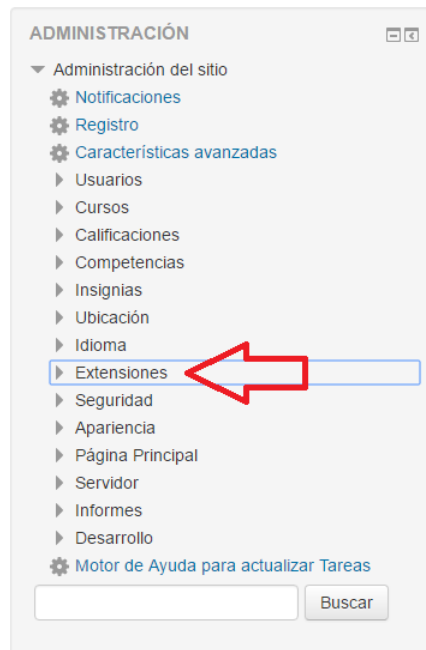 ADMINISTRACIÓN
Administración del sitio
Notificaciones
Registro
Características avanzadas
Usuarios
Cursos
Calificaciones
Competencias
Insignias
Ubicación
Idioma
Extensiones
Seguridad
Apariencia
Página Principal
Servidor
Informes
Desarrollo
Motor de Ayuda para actualizar Tareas
Buscar